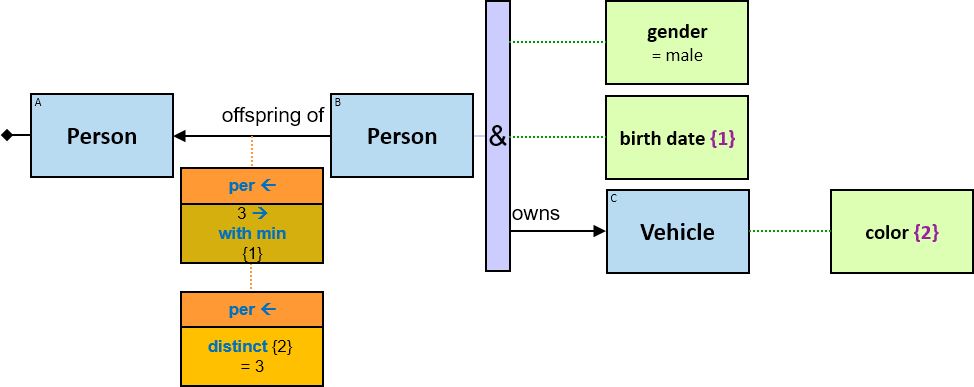 gender
= male
A
Person
offspring of
B
Person
&
birth date {1}
per ←
3 →
with min
{1}
owns
C
Vehicle
color {2}
per ←
distinct {2}
= 3